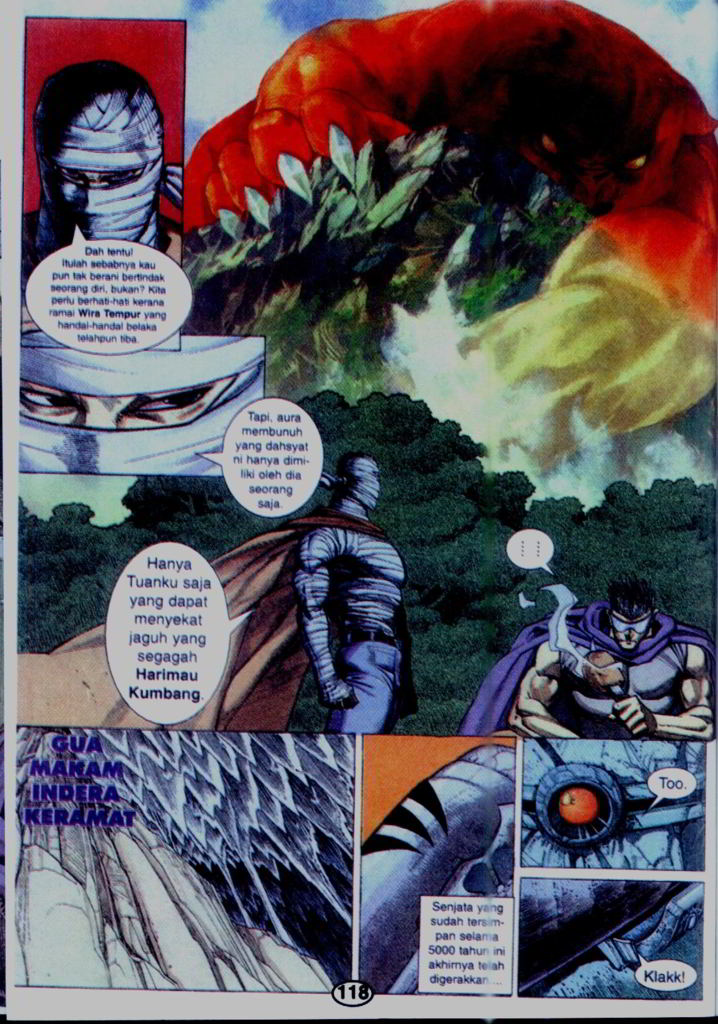 Dah tentu!
Itulah sebabnya kau
pun tak berani bertindak
seorang diri, bukan? Kita
perlu berhati-hati kerana
ramai Wira Tempur yang
handal-handal belaka
telahpun tiba.
Tapi, aura
membunuh
yang dahsyat
ni hanya dimi-
liki oleh dia
seorang
saja.
Hanya
Tuanku saja
yang dapat
menyekat
jaguh yang
segagah
Harimau
Kumbang.
GUA
MAKAM
INDERA
KERAMAT
Senjata yang
sudah tersim-
pan selama
5000 tahun ini
akhirnya telah
digerakkan....
Too.
Klakk!
118